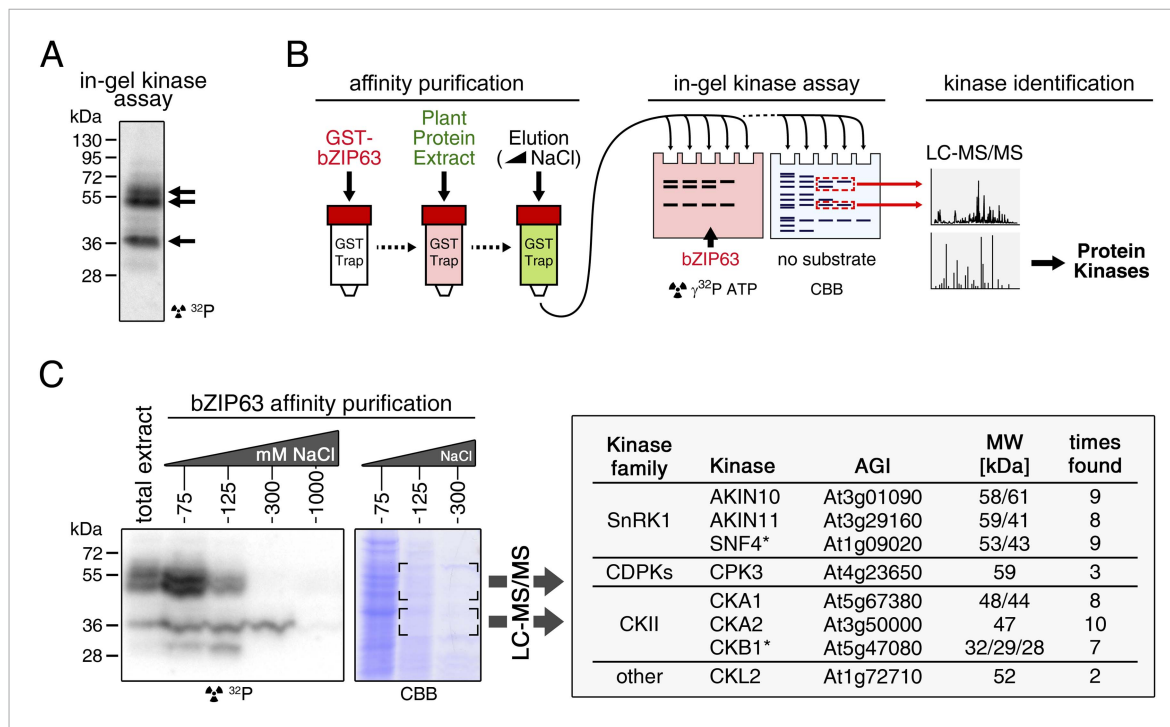 A
in-gel kinase
assay
kDa
130
95
72
55
36
28
32P
B
affinity purification
GST-
bZIP63
Plant
Protein
Extract
Elution
( NaCl)
GST
Trap
GST
Trap
GST
Trap
in-gel kinase assay
bZIP63
γ32P ATP
no substrate
CBB
kinase identification
LC-MS/MS
Protein
Kinases
C
total extract
bZIP63 affinity purification
mM NaCl
75
125
300
1000
NaCl
75
125
300
kDa
72
55
36
28
32P
CBB
LC-MS/MS
Kinase family Kinase AGI MW [kDa] times found
SnRK1
AKIN10 At3g01090 58/61 9
AKIN11 At3g29160 59/41 8
SNF4* At1g09020 53/43 9
CDPKs CPK3 At4g23650 59 3
CKII
CKA1 At5g67380 48/44 8
CKA2 At3g50000 47 10
CKB1* At5g47080 32/29/28 7
other CKL2 At1g72710 52 2